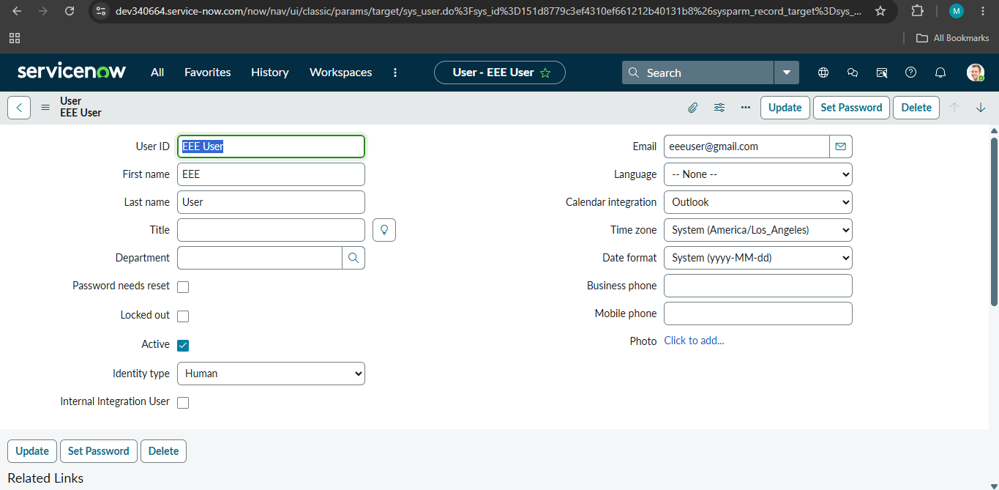 dev340664.service-now.com/now/nav/ui/classic/params/target/sys_user.do%3Fsys_id%3D151d8779c3ef4310ef661212b40131b8%26sysparm_record_target%3Dsys_...
M
All Bookmarks
servicenow All Favorites History Workspaces User - EEE User Search
User
EEE User
Update Set Password Delete
User ID EEE User
First name EEE
Last name User
Title
Department
Password needs reset
Locked out
Active
Identity type Human
Internal Integration User
Email eeeuser@gmail.com
Language -- None --
Calendar integration Outlook
Time zone System (America/Los_Angeles)
Date format System (yyyy-MM-dd)
Business phone
Mobile phone
Photo Click to add...
Update Set Password Delete
Related Links